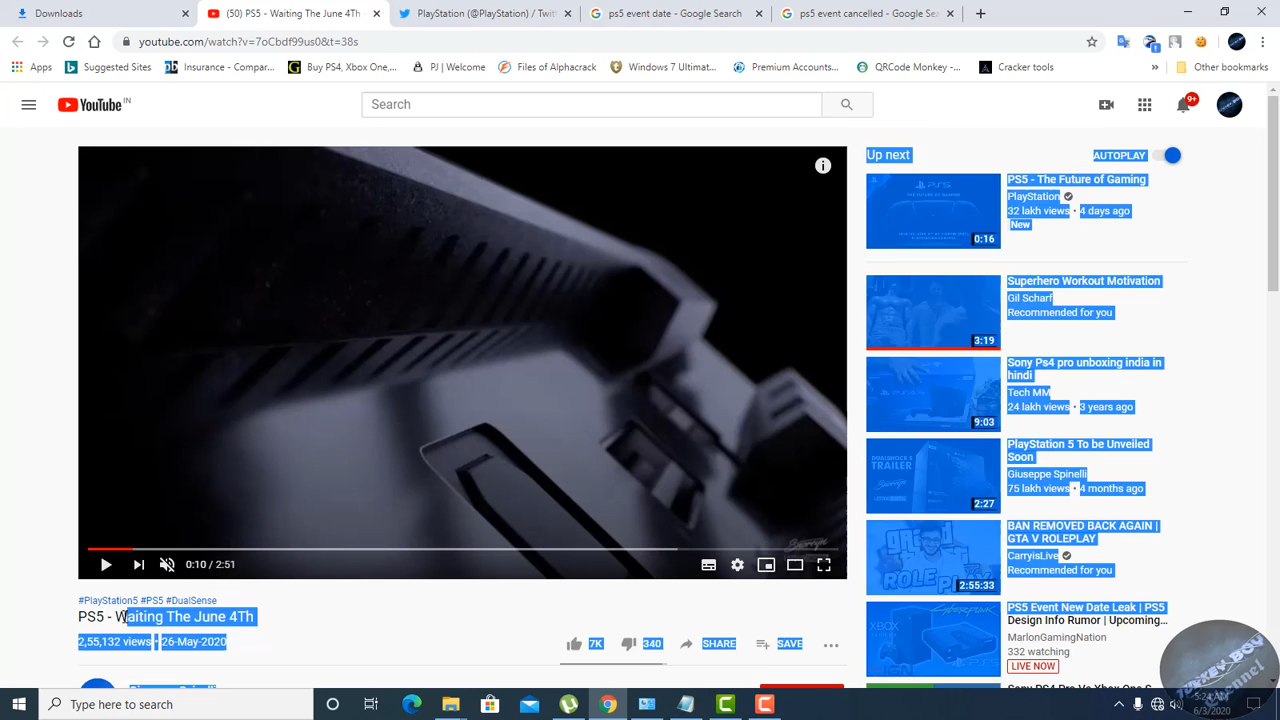 Downloads
(50) PS5 - Waiting The June 4Th
PlayStation (@PlayStation) / Twitt
ps5 event date - Google Search
ps5 event cancelled - Google Sea
youtube.com/watch?v=7oCbdf99us0&t=38s
Apps
Suggested Sites
Insurance - Compar...
Buy PS4, Xbox One,...
PJ | Welcome
Files of Alphacrack
Windows 7 Ultimat...
Premium Accounts...
QRCode Monkey -...
Cracker tools
Other bookmarks
YouTube IN
Search
9+
Up next
AUTOPLAY
PS5 - The Future of Gaming
PlayStation
32 lakh views • 4 days ago
New
0:16
Superhero Workout Motivation
Gil Scharf
Recommended for you
3:19
Sony Ps4 pro unboxing india in
hindi
Tech MM
24 lakh views • 3 years ago
9:03
PlayStation 5 To be Unveiled
Soon
Giuseppe Spinelli
75 lakh views • 4 months ago
DUALSHOCK 5
TRAILER
2:27
BAN REMOVED BACK AGAIN |
GTA V ROLEPLAY
CarryisLive
Recommended for you
ROLEPLAY
2:55:33
PS5 Event New Date Leak | PS5
Design Info Rumor | Upcoming...
MarlonGamingNation
332 watching
LIVE NOW
XBOX
CYBERPUNK
IGN
0:10 / 2:51
#PlayStation5 #PS5 #DualSense
PS5 - Waiting The June 4Th
2,55,132 views • 26-May-2020
7K
340
SHARE
SAVE
Type here to search
6/3/2020